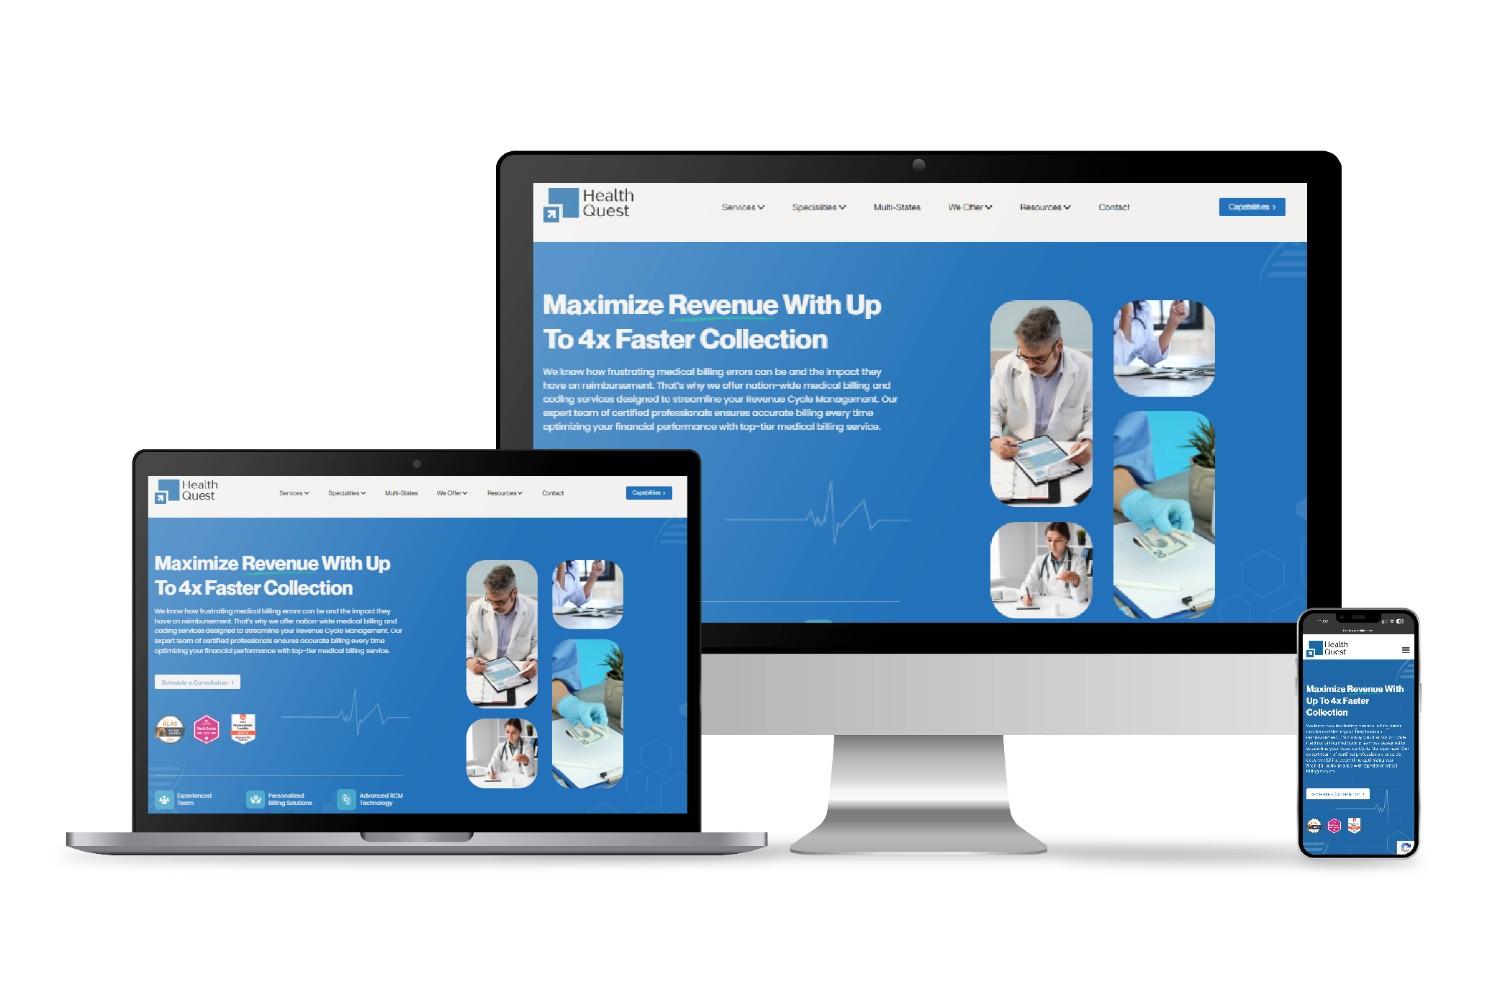 Health
Quest
Services
Specialities
Multi-States
We Offer
Resources
Contact
Capabilities ›
Maximize Revenue With Up
To 4x Faster Collection
We know how frustrating medical billing errors can be and the impact they
have on reimbursement. That's why we offer nation-wide medical billing and
coding services designed to streamline your Revenue Cycle Management. Our
expert team of certified professionals ensures accurate billing every time
optimizing your financial performance with top-tier medical billing service.
Health
Quest
Services
Specialities
Multi-States
We Offer
Resources
Contact
Capabilities ›
Maximize Revenue With Up
To 4x Faster Collection
We know how frustrating medical billing errors can be and the impact they
have on reimbursement. That's why we offer nation-wide medical billing and
coding services designed to streamline your Revenue Cycle Management. Our
expert team of certified professionals ensures accurate billing every time
optimizing your financial performance with top-tier medical billing service.
Schedule a Consultation ›
KLAS
Experienced
Team
Personalized
Billing Solutions
Advanced RCM
Technology
Health
Quest
Maximize Revenue With
Up To 4x Faster
Collection